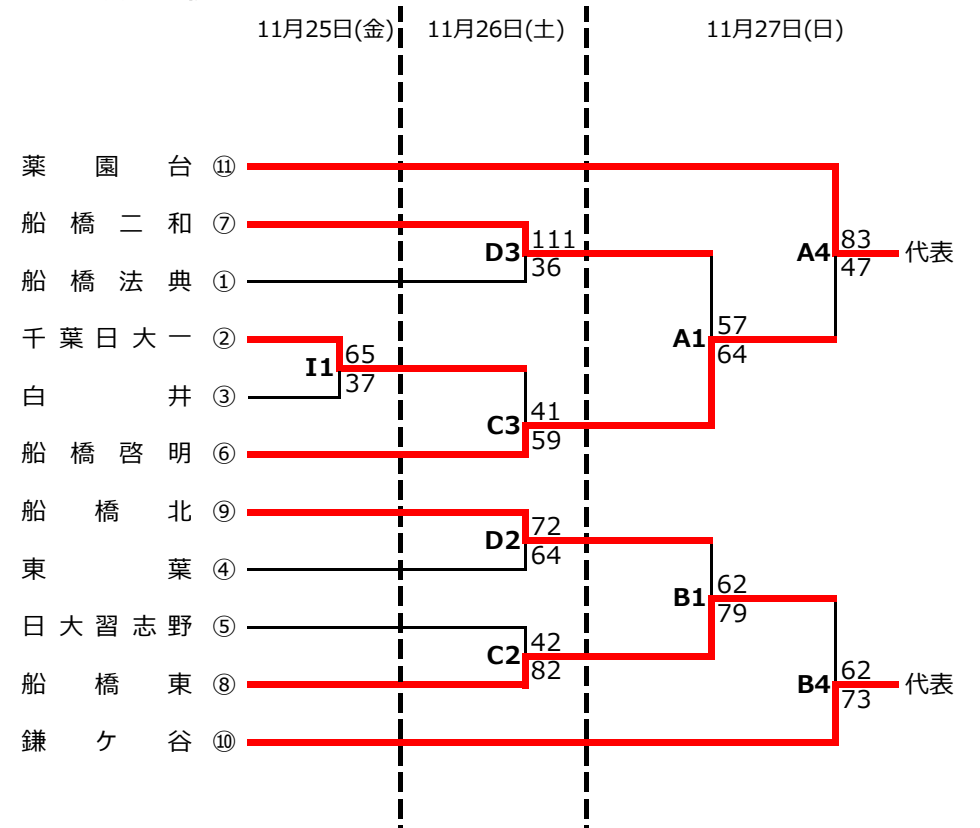 11月25日(金) 11月26日(土) 11月27日(日)
薬園台 ⑪
船橋二和 ⑦
111
D3
36
83
A4 代表
47
船橋法典 ①
千葉日大一 ②
57
A1
64
65
I1
37
白井 ③
41
C3
59
船橋啓明 ⑥
船橋北 ⑨
72
D2
64
東葉 ④
62
B1
79
日大習志野 ⑤
42
C2
82
船橋東 ⑧
62
B4 代表
73
鎌ケ谷 ⑩